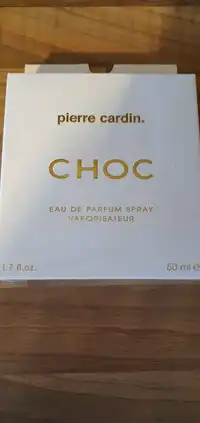 pierre cardin.
CHOC
EAU DE PARFUM SPRAY
VAPORISATEUR
1.7 fl.oz. 50 ml e